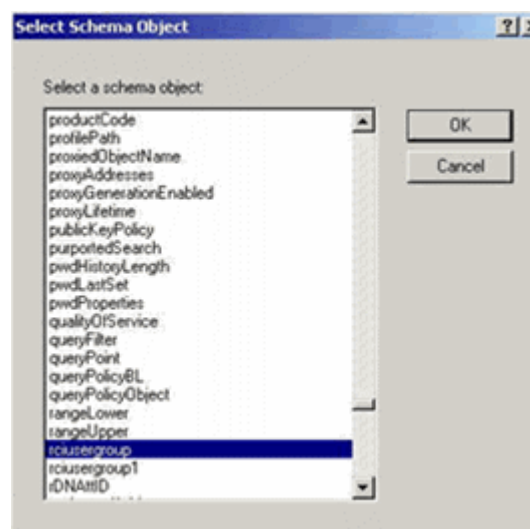 Select Schema Object
Select a schema object:
productCode
profilePath
proxiedObjectName
proxyAddresses
proxyGenerationEnabled
proxyLifetime
publicKeyPolicy
purportedSearch
pwdHistoryLength
pwdLastSet
pwdProperties
qualityOfService
queryFilter
queryPoint
queryPolicyBL
queryPolicyObject
rangeLower
rangeUpper
rciusergroup
rciusergroup1
rDNAttID
OK
Cancel